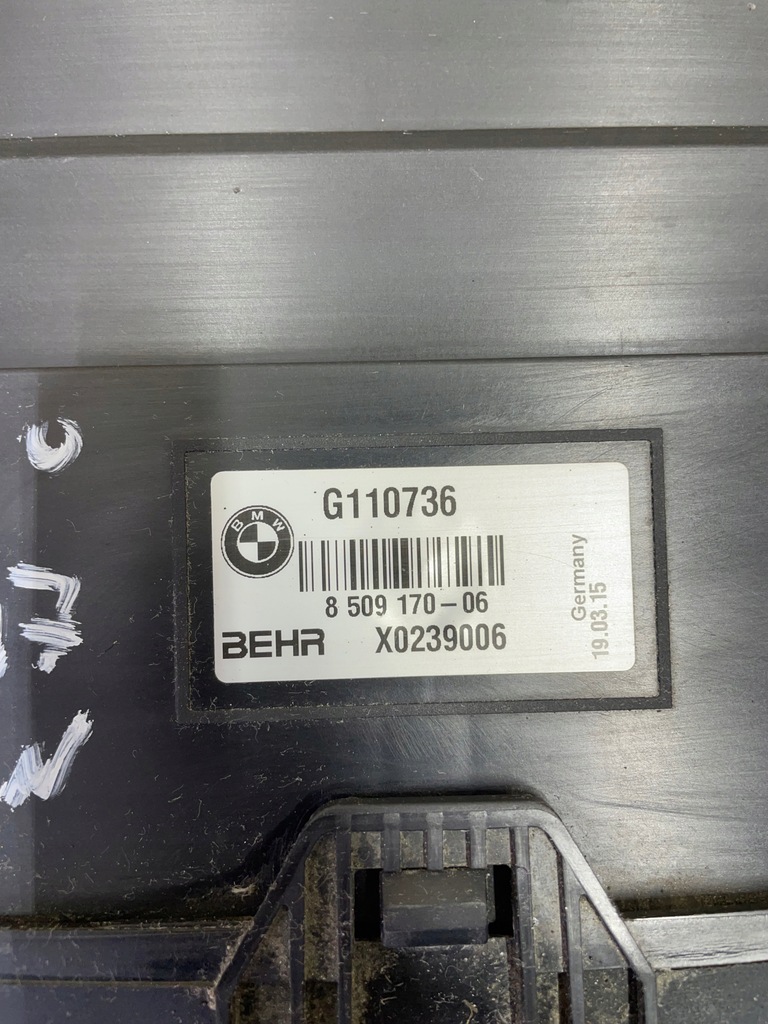 G110736
BMW
8 509 170-06
BEHR X0239006
Germany
19.03.15